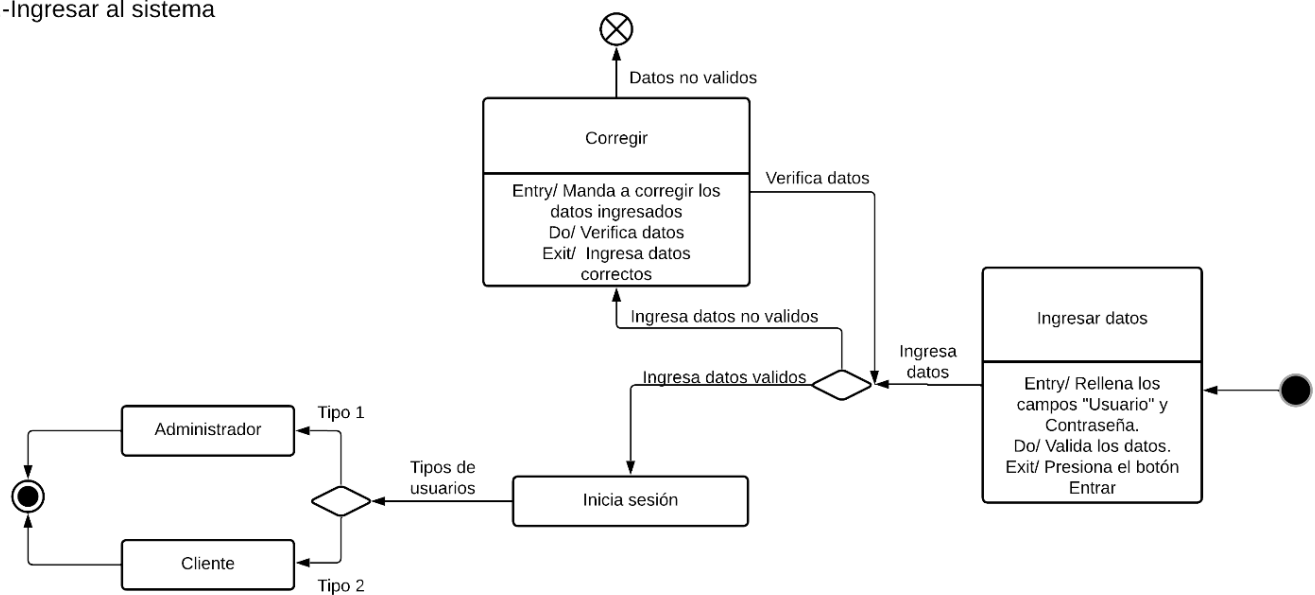 -Ingresar al sistema
Datos no validos
Corregir
Entry/ Manda a corregir los
datos ingresados
Do/ Verifica datos
Exit/  Ingresa datos
correctos
Verifica datos
Ingresa datos no validos
Ingresar datos
Entry/ Rellena los
campos "Usuario" y
Contraseña.
Do/ Valida los datos.
Exit/ Presiona el botón
Entrar
Ingresa
datos
Ingresa datos validos
Inicia sesión
Tipos de
usuarios
Tipo 1
Administrador
Cliente
Tipo 2